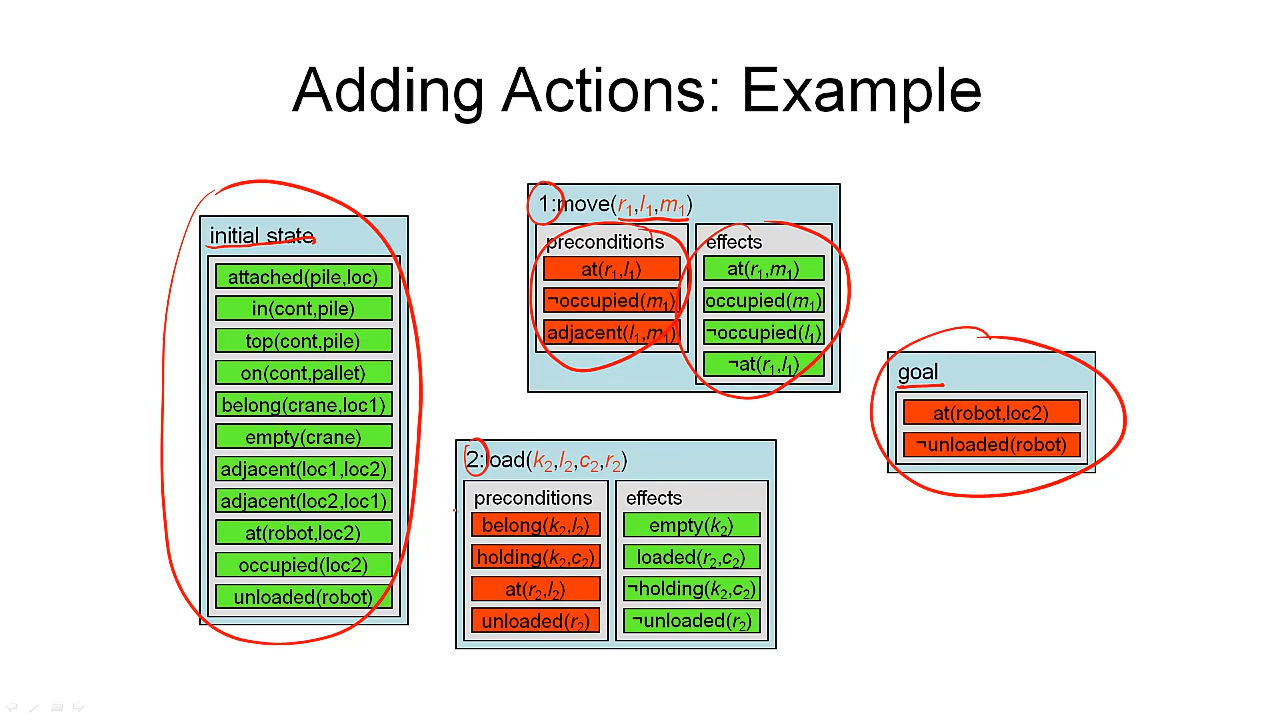 Adding Actions: Example
initial state
attached(pile,loc)
in(cont,pile)
top(cont,pile)
on(cont,pallet)
belong(crane,loc1)
empty(crane)
adjacent(loc1,loc2)
adjacent(loc2,loc1)
at(robot,loc2)
occupied(loc2)
unloaded(robot)
1:move(r₁,l₁,m₁)
preconditions
at(r₁,l₁)
¬occupied(m₁)
adjacent(l₁,m₁)
effects
at(r₁,m₁)
occupied(m₁)
¬occupied(l₁)
¬at(r₁,l₁)
2:load(k₂,l₂,c₂,r₂)
preconditions
belong(k₂,l₂)
holding(k₂,c₂)
at(r₂,l₂)
unloaded(r₂)
effects
empty(k₂)
loaded(r₂,c₂)
¬holding(k₂,c₂)
¬unloaded(r₂)
goal
at(robot,loc2)
¬unloaded(robot)